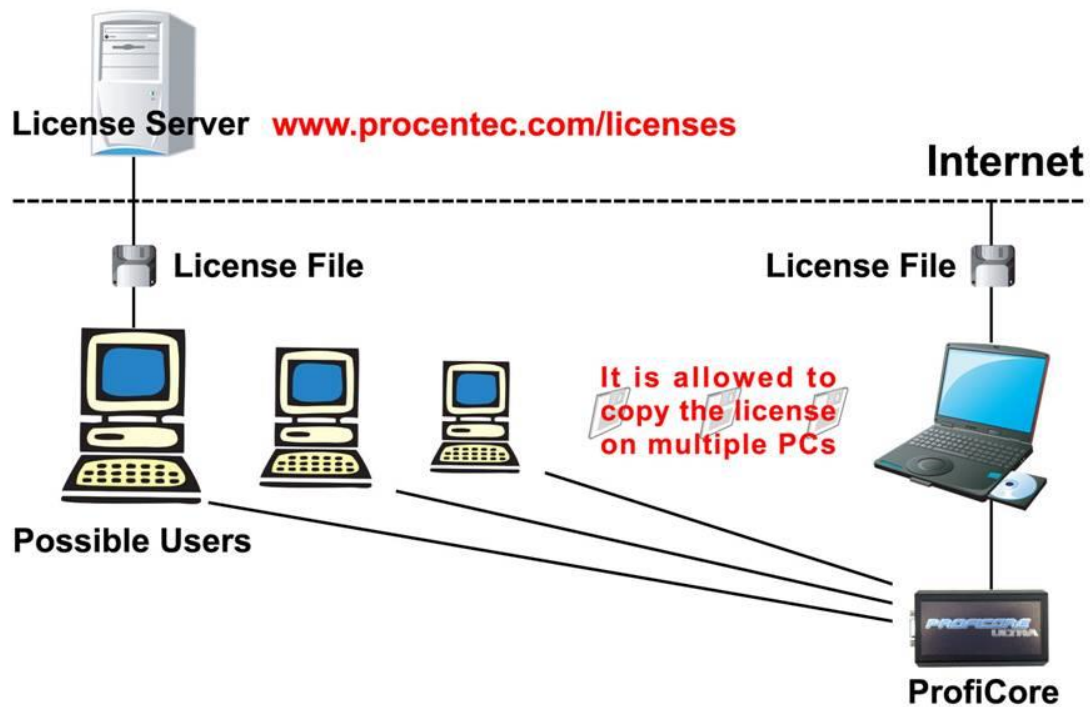 License Server www.procentec.com/licenses
Internet
License File
License File
It is allowed to
copy the license
on multiple PCs
Possible Users
PROFICORE
ULTRA
ProfiCore